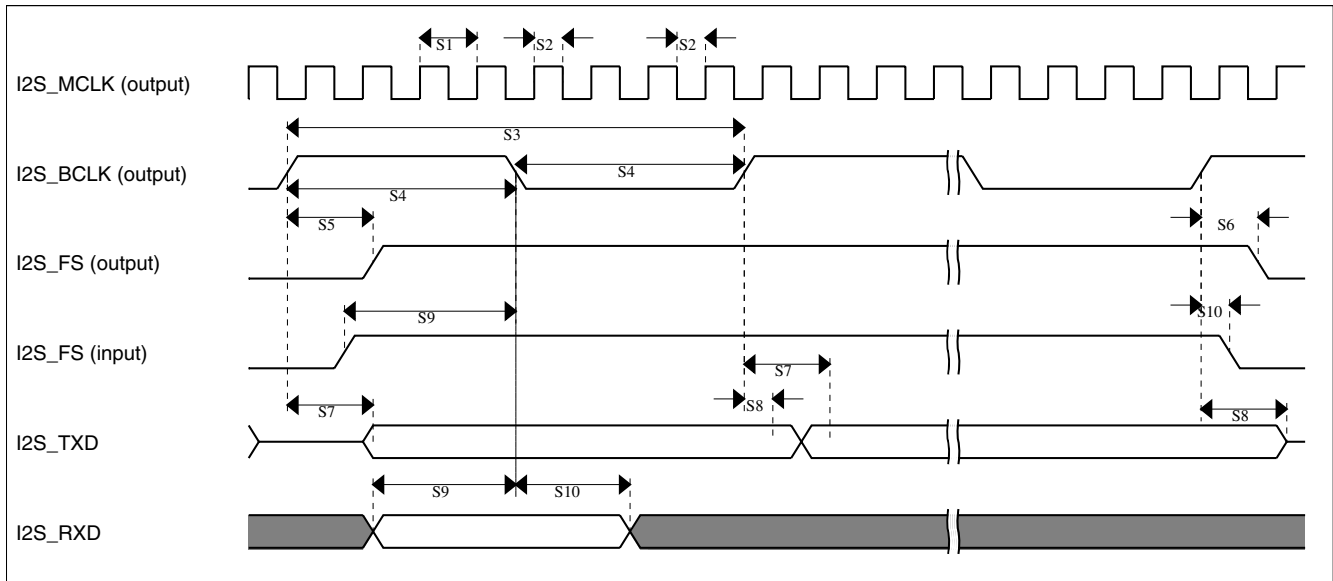 S1 S2 S2
I2S_MCLK (output)
S3
I2S_BCLK (output)
S4
S4
S5 S6
I2S_FS (output)
S9 S10
I2S_FS (input)
S7
S7 S8 S8
I2S_TXD
S9 S10
I2S_RXD